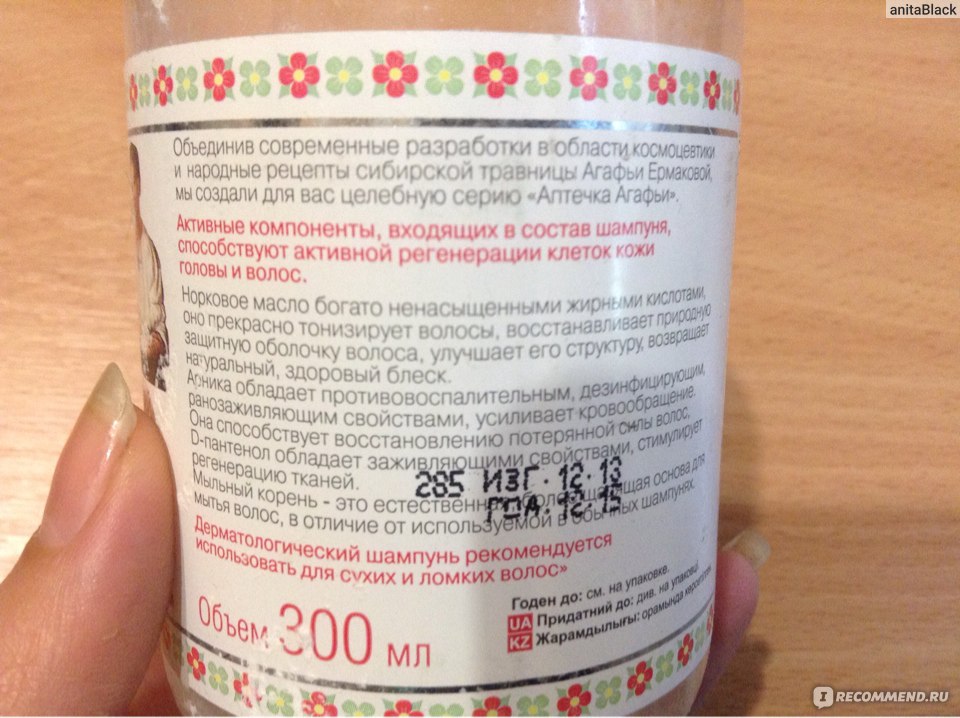 anitaBlack
Объединив современные разработки в области космоцевтики
и народные рецепты сибирской травницы Агафьи Ермаковой,
мы создали для вас целебную серию «Аптечка Агафьи».
Активные компоненты, входящих в состав шампуня,
способствуют активной регенерации клеток кожи
головы и волос.
Норковое масло богато ненасыщенными жирными кислотами,
оно прекрасно тонизирует волосы, восстанавливает природную
защитную оболочку волоса, улучшает его структуру, возвращает
натуральный, здоровый блеск.
Арника обладает противовоспалительным, дезинфицирующим,
ранозаживляющим свойствами, усиливает кровообращение.
Она способствует восстановлению потерянной силы волос,
D-пантенол обладает заживляющими свойствами, стимулирует
регенерацию тканей.
Мыльный корень - это основа для
мытья волос, в отличие от используемой в обычных шампунях.
285 ИЗГ. 12.13
ГОД. 12.15
Дерматологический шампунь рекомендуется
использовать для сухих и ломких волос»
Объем 300 мл
Годен до: см. на упаковке.
UA Придатний до: див. на упаковці
KZ Жарамдылығы: орамында
I RECOMMEND.RU